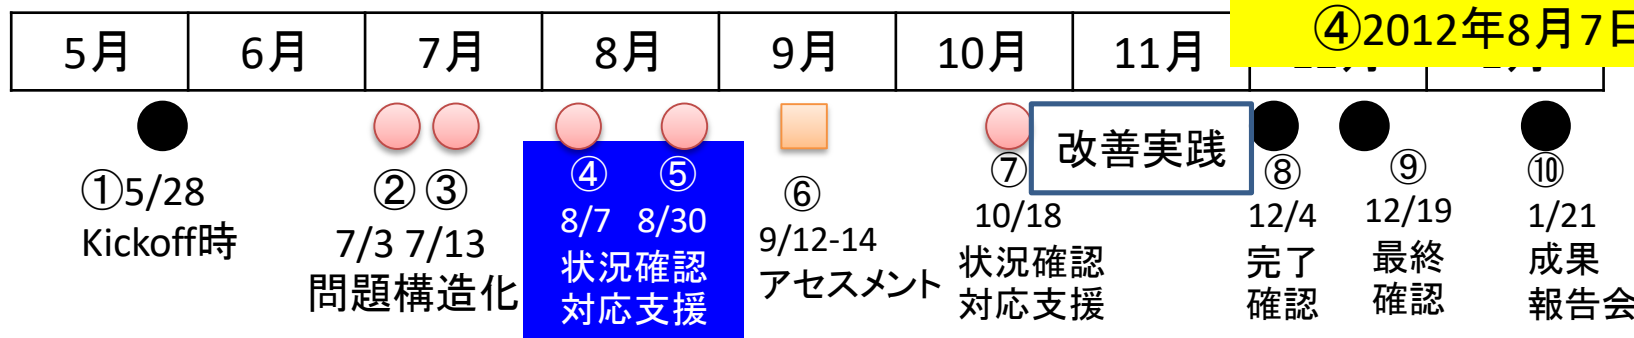 5月 6月 7月 8月 9月 10月 11月
④2012年8月7日
改善実践
①5/28
Kickoff時
② ③
7/3 7/13
問題構造化
④ ⑤
8/7 8/30
状況確認
対応支援
⑥
9/12-14
アセスメント
⑦
10/18
状況確認
対応支援
⑧
12/4
完了
確認
⑨
12/19
最終
確認
⑩
1/21
成果
報告会